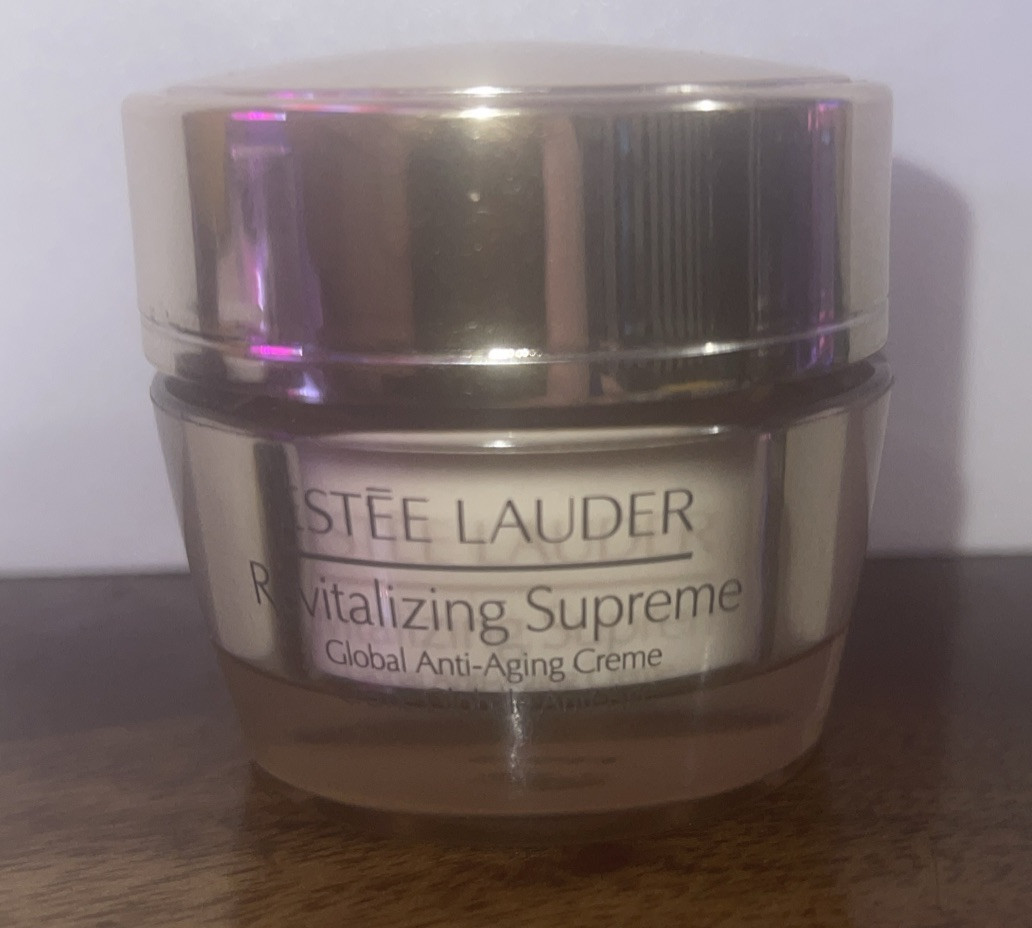 ESTĒE LAUDER
Revitalizing Supreme
Global Anti-Aging Creme